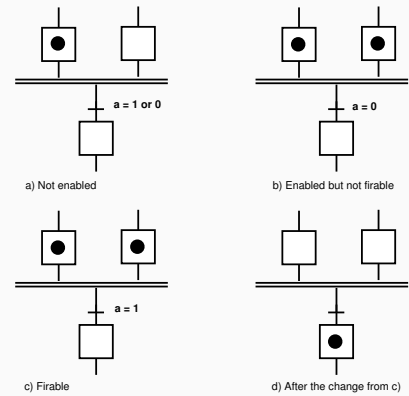 a = 1 or 0
a = 0
a) Not enabled
b) Enabled but not firable
a = 1
c) Firable
d) After the change from c)